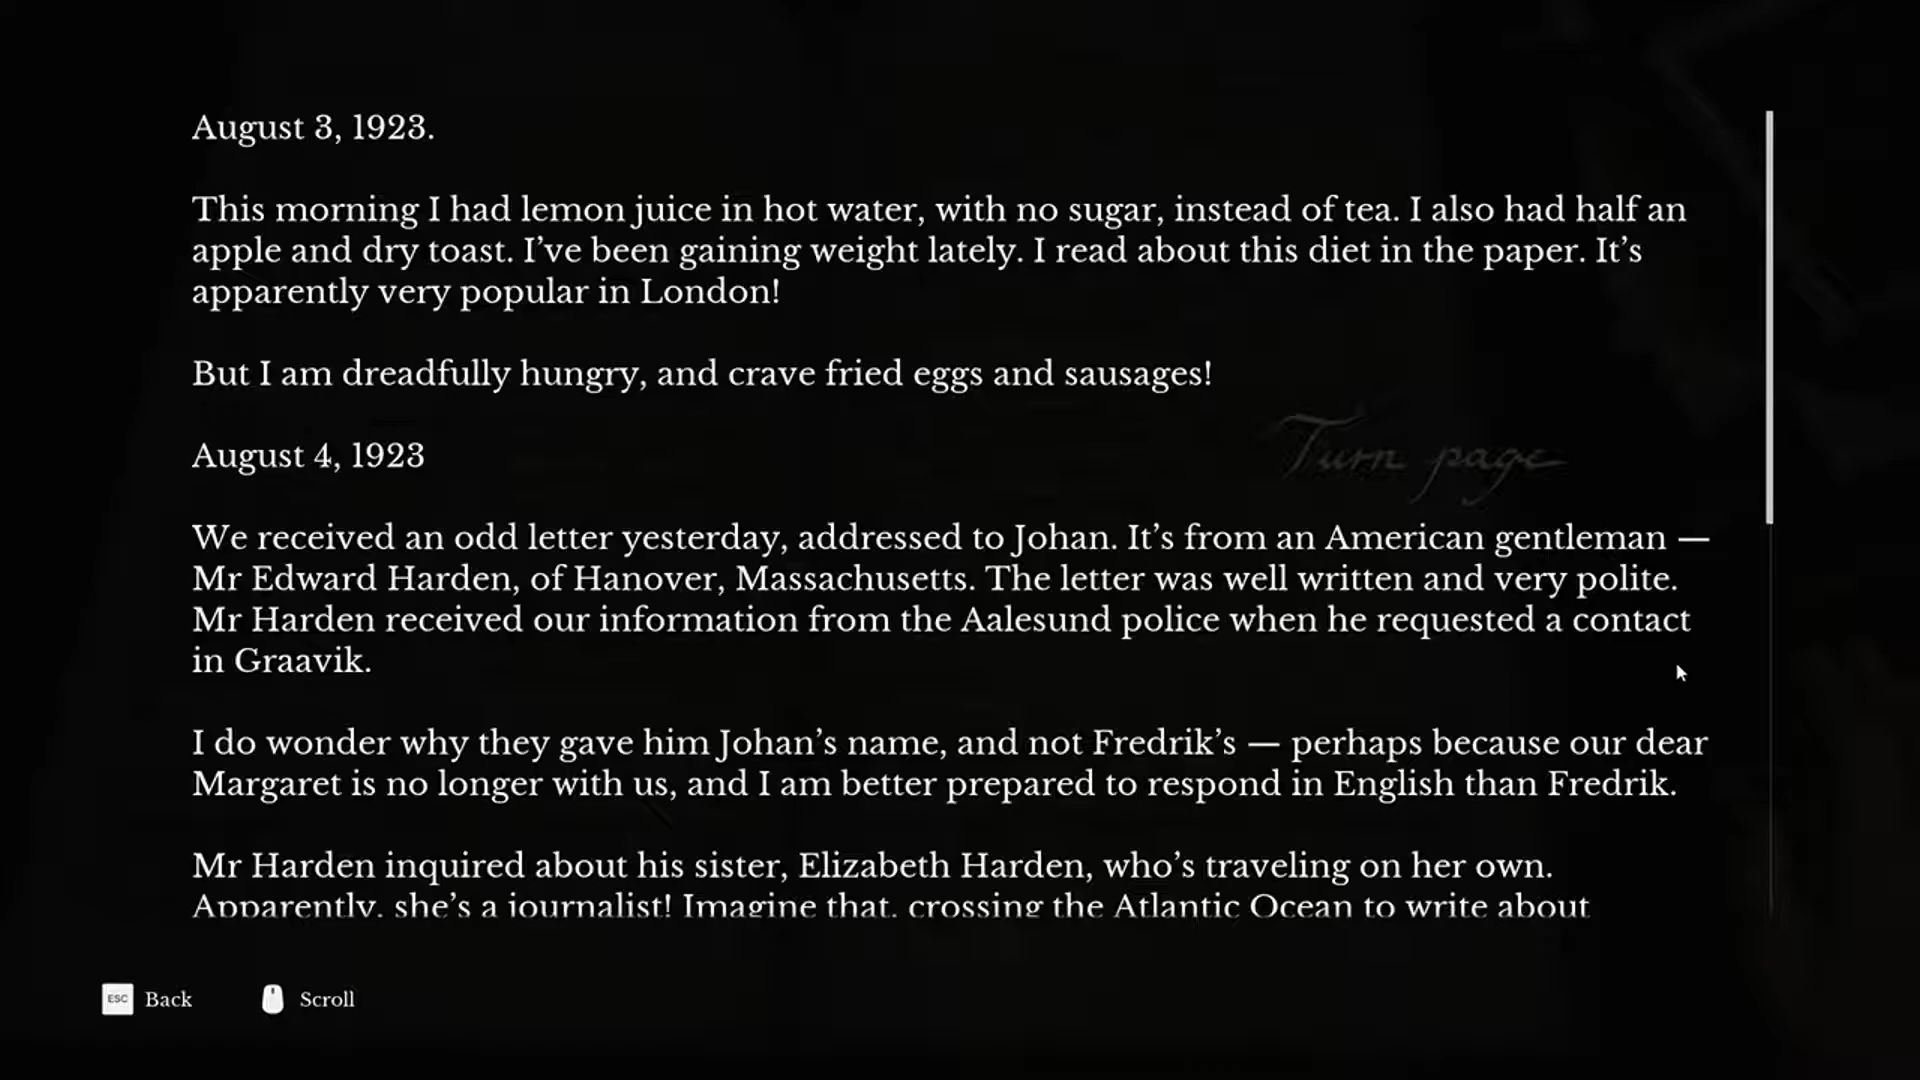 August 3, 1923.
This morning I had lemon juice in hot water, with no sugar, instead of tea. I also had half an
apple and dry toast. I’ve been gaining weight lately. I read about this diet in the paper. It’s
apparently very popular in London!
But I am dreadfully hungry, and crave fried eggs and sausages!
August 4, 1923
Turn page
We received an odd letter yesterday, addressed to Johan. It’s from an American gentleman —
Mr Edward Harden, of Hanover, Massachusetts. The letter was well written and very polite.
Mr Harden received our information from the Aalesund police when he requested a contact
in Graavik.
I do wonder why they gave him Johan’s name, and not Fredrik’s — perhaps because our dear
Margaret is no longer with us, and I am better prepared to respond in English than Fredrik.
Mr Harden inquired about his sister, Elizabeth Harden, who’s traveling on her own.
Apparently, she’s a journalist! Imagine that, crossing the Atlantic Ocean to write about
ESC Back Scroll